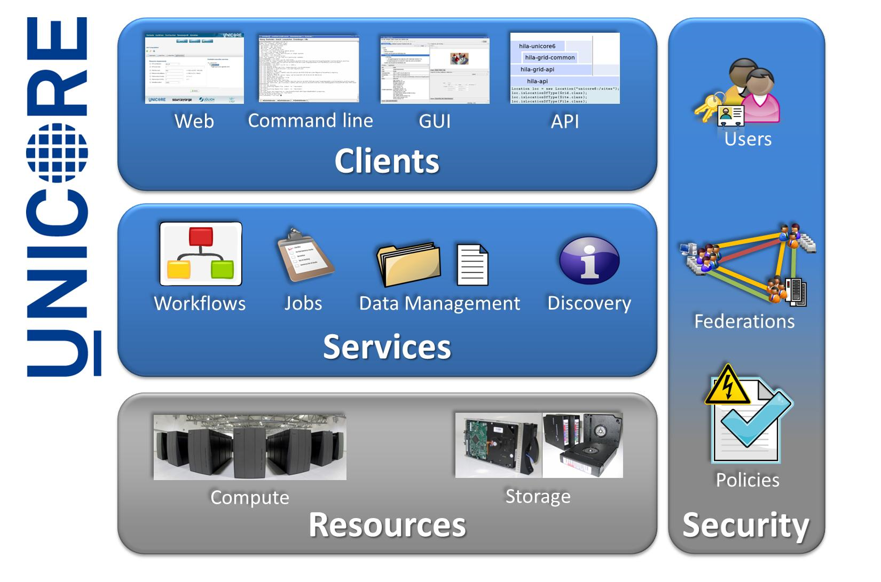 UNICORE
Web
Command line
GUI
API
hila-unicore6
hila-grid-common
hila-grid-api
hila-api
Clients
Workflows
Jobs
Data Management
Discovery
Services
Compute
Storage
Resources
Users
Federations
Policies
Security